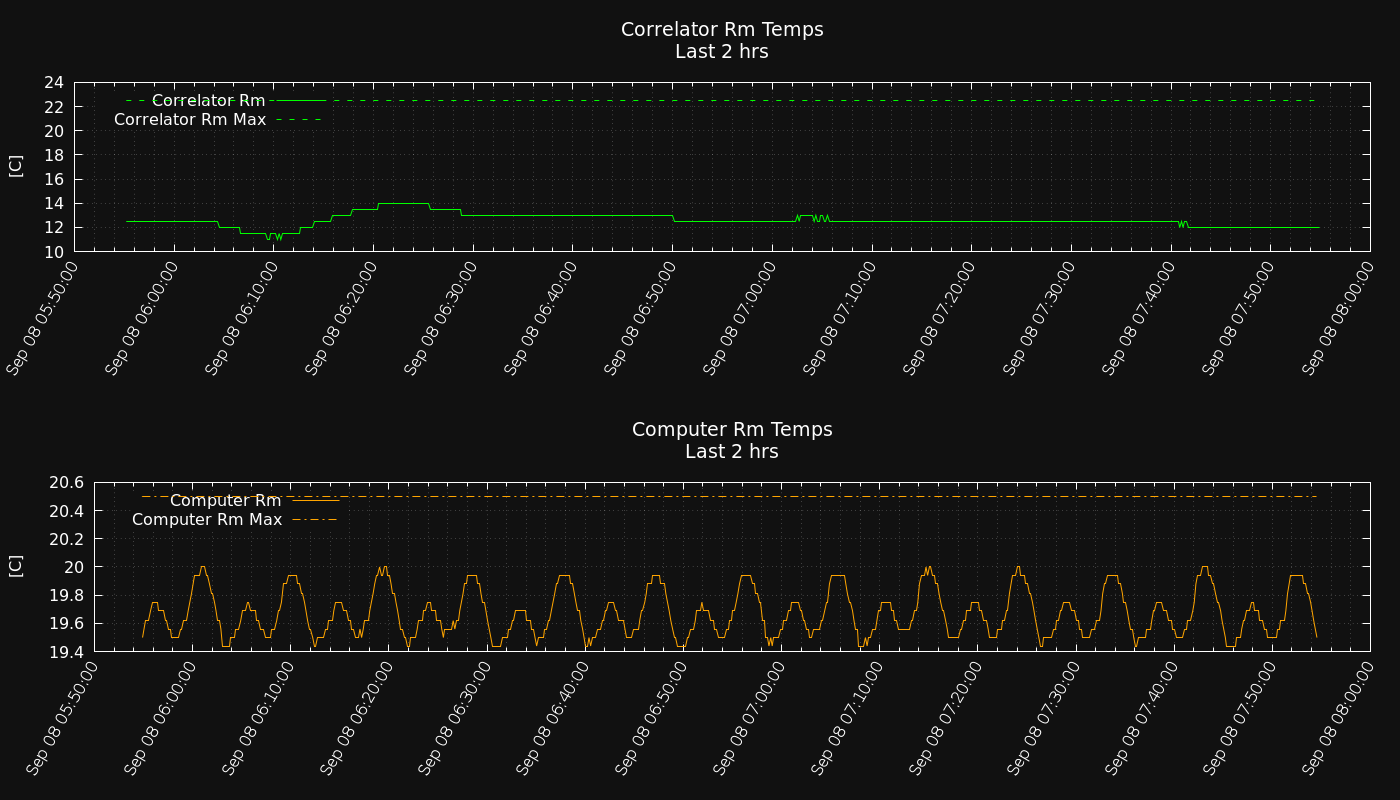 Correlator Rm Temps
Last 2 hrs
24
22
20
18
16
14
12
10
[C]
Correlator Rm
Correlator Rm Max
Sep 08 05:50:00
Sep 08 06:00:00
Sep 08 06:10:00
Sep 08 06:20:00
Sep 08 06:30:00
Sep 08 06:40:00
Sep 08 06:50:00
Sep 08 07:00:00
Sep 08 07:10:00
Sep 08 07:20:00
Sep 08 07:30:00
Sep 08 07:40:00
Sep 08 07:50:00
Sep 08 08:00:00
Computer Rm Temps
Last 2 hrs
20.6
20.4
20.2
20
19.8
19.6
19.4
[C]
Computer Rm
Computer Rm Max
Sep 08 05:50:00
Sep 08 06:00:00
Sep 08 06:10:00
Sep 08 06:20:00
Sep 08 06:30:00
Sep 08 06:40:00
Sep 08 06:50:00
Sep 08 07:00:00
Sep 08 07:10:00
Sep 08 07:20:00
Sep 08 07:30:00
Sep 08 07:40:00
Sep 08 07:50:00
Sep 08 08:00:00